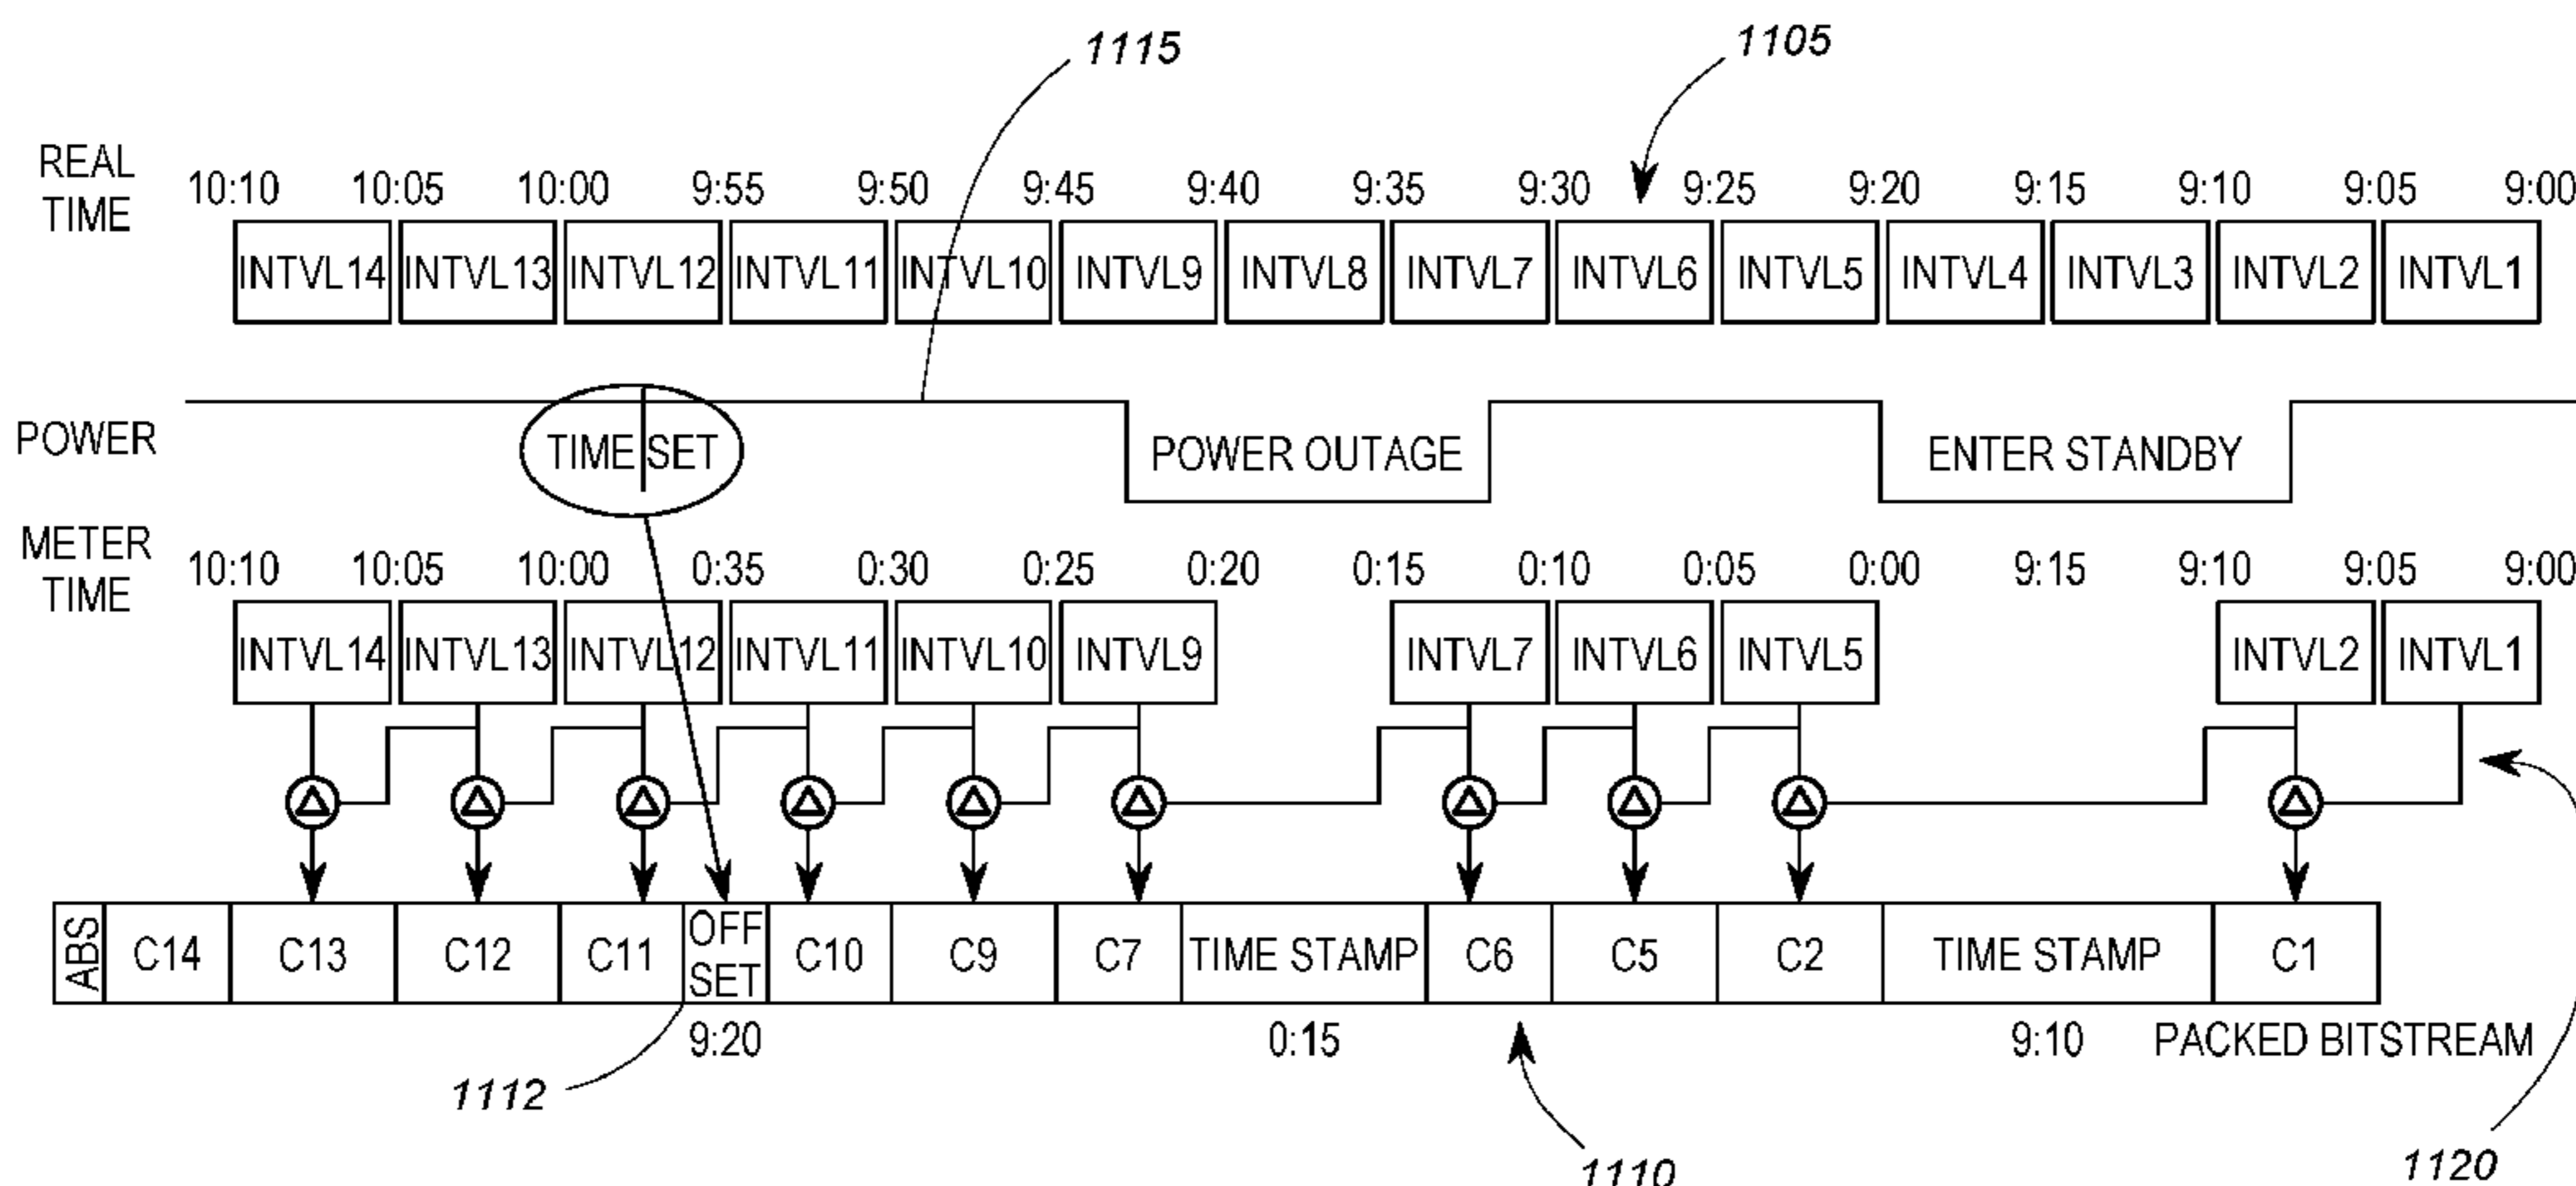 1115
1105
REAL TIME
10:10 10:05 10:00 9:55 9:50 9:45 9:40 9:35 9:30 9:25 9:20 9:15 9:10 9:05 9:00
INTVL14 INTVL13 INTVL12 INTVL11 INTVL10 INTVL9 INTVL8 INTVL7 INTVL6 INTVL5 INTVL4 INTVL3 INTVL2 INTVL1
POWER
TIME SET
POWER OUTAGE
ENTER STANDBY
METER TIME
10:10 10:05 10:00 0:35 0:30 0:25 0:20 0:15 0:10 0:05 0:00 9:15 9:10 9:05 9:00
INTVL14 INTVL13 INTVL12 INTVL11 INTVL10 INTVL9 INTVL7 INTVL6 INTVL5 INTVL2 INTVL1
ABS C14 C13 C12 C11 OFF SET C10 C9 C7 TIME STAMP C6 C5 C2 TIME STAMP C1
9:20 0:15 9:10 PACKED BITSTREAM
1112
1110
1120